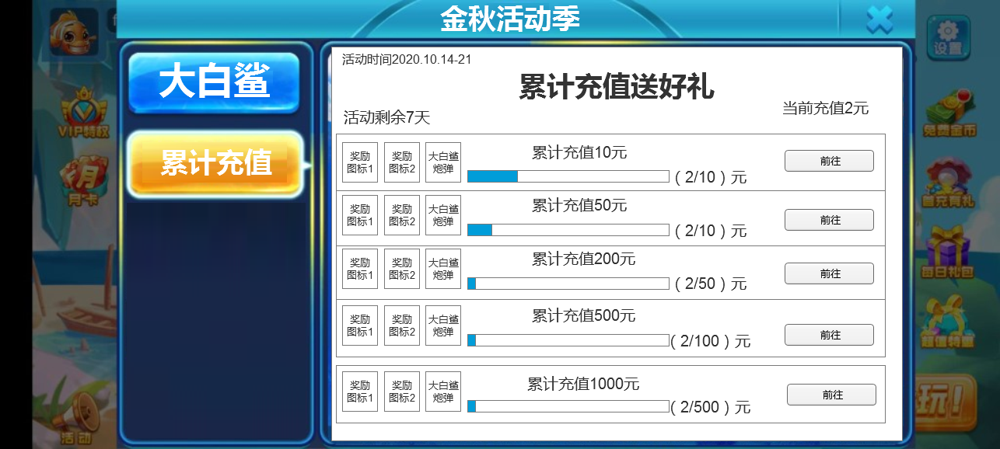 金秋活动季
设置
大白鲨
累计充值
VIP特权
月
月卡
活动
免费金币
首充有礼
每日礼包
超值特惠
玩!
活动时间2020.10.14-21
累计充值送好礼
活动剩余7天
当前充值2元
奖励图标1
奖励图标2
大白鲨炮弹
累计充值10元
( 2/10 ) 元
前往
奖励图标1
奖励图标2
大白鲨炮弹
累计充值50元
( 2/10 ) 元
前往
奖励图标1
奖励图标2
大白鲨炮弹
累计充值200元
( 2/50 ) 元
前往
奖励图标1
奖励图标2
大白鲨炮弹
累计充值500元
( 2/100 ) 元
前往
奖励图标1
奖励图标2
大白鲨炮弹
累计充值1000元
( 2/500 ) 元
前往